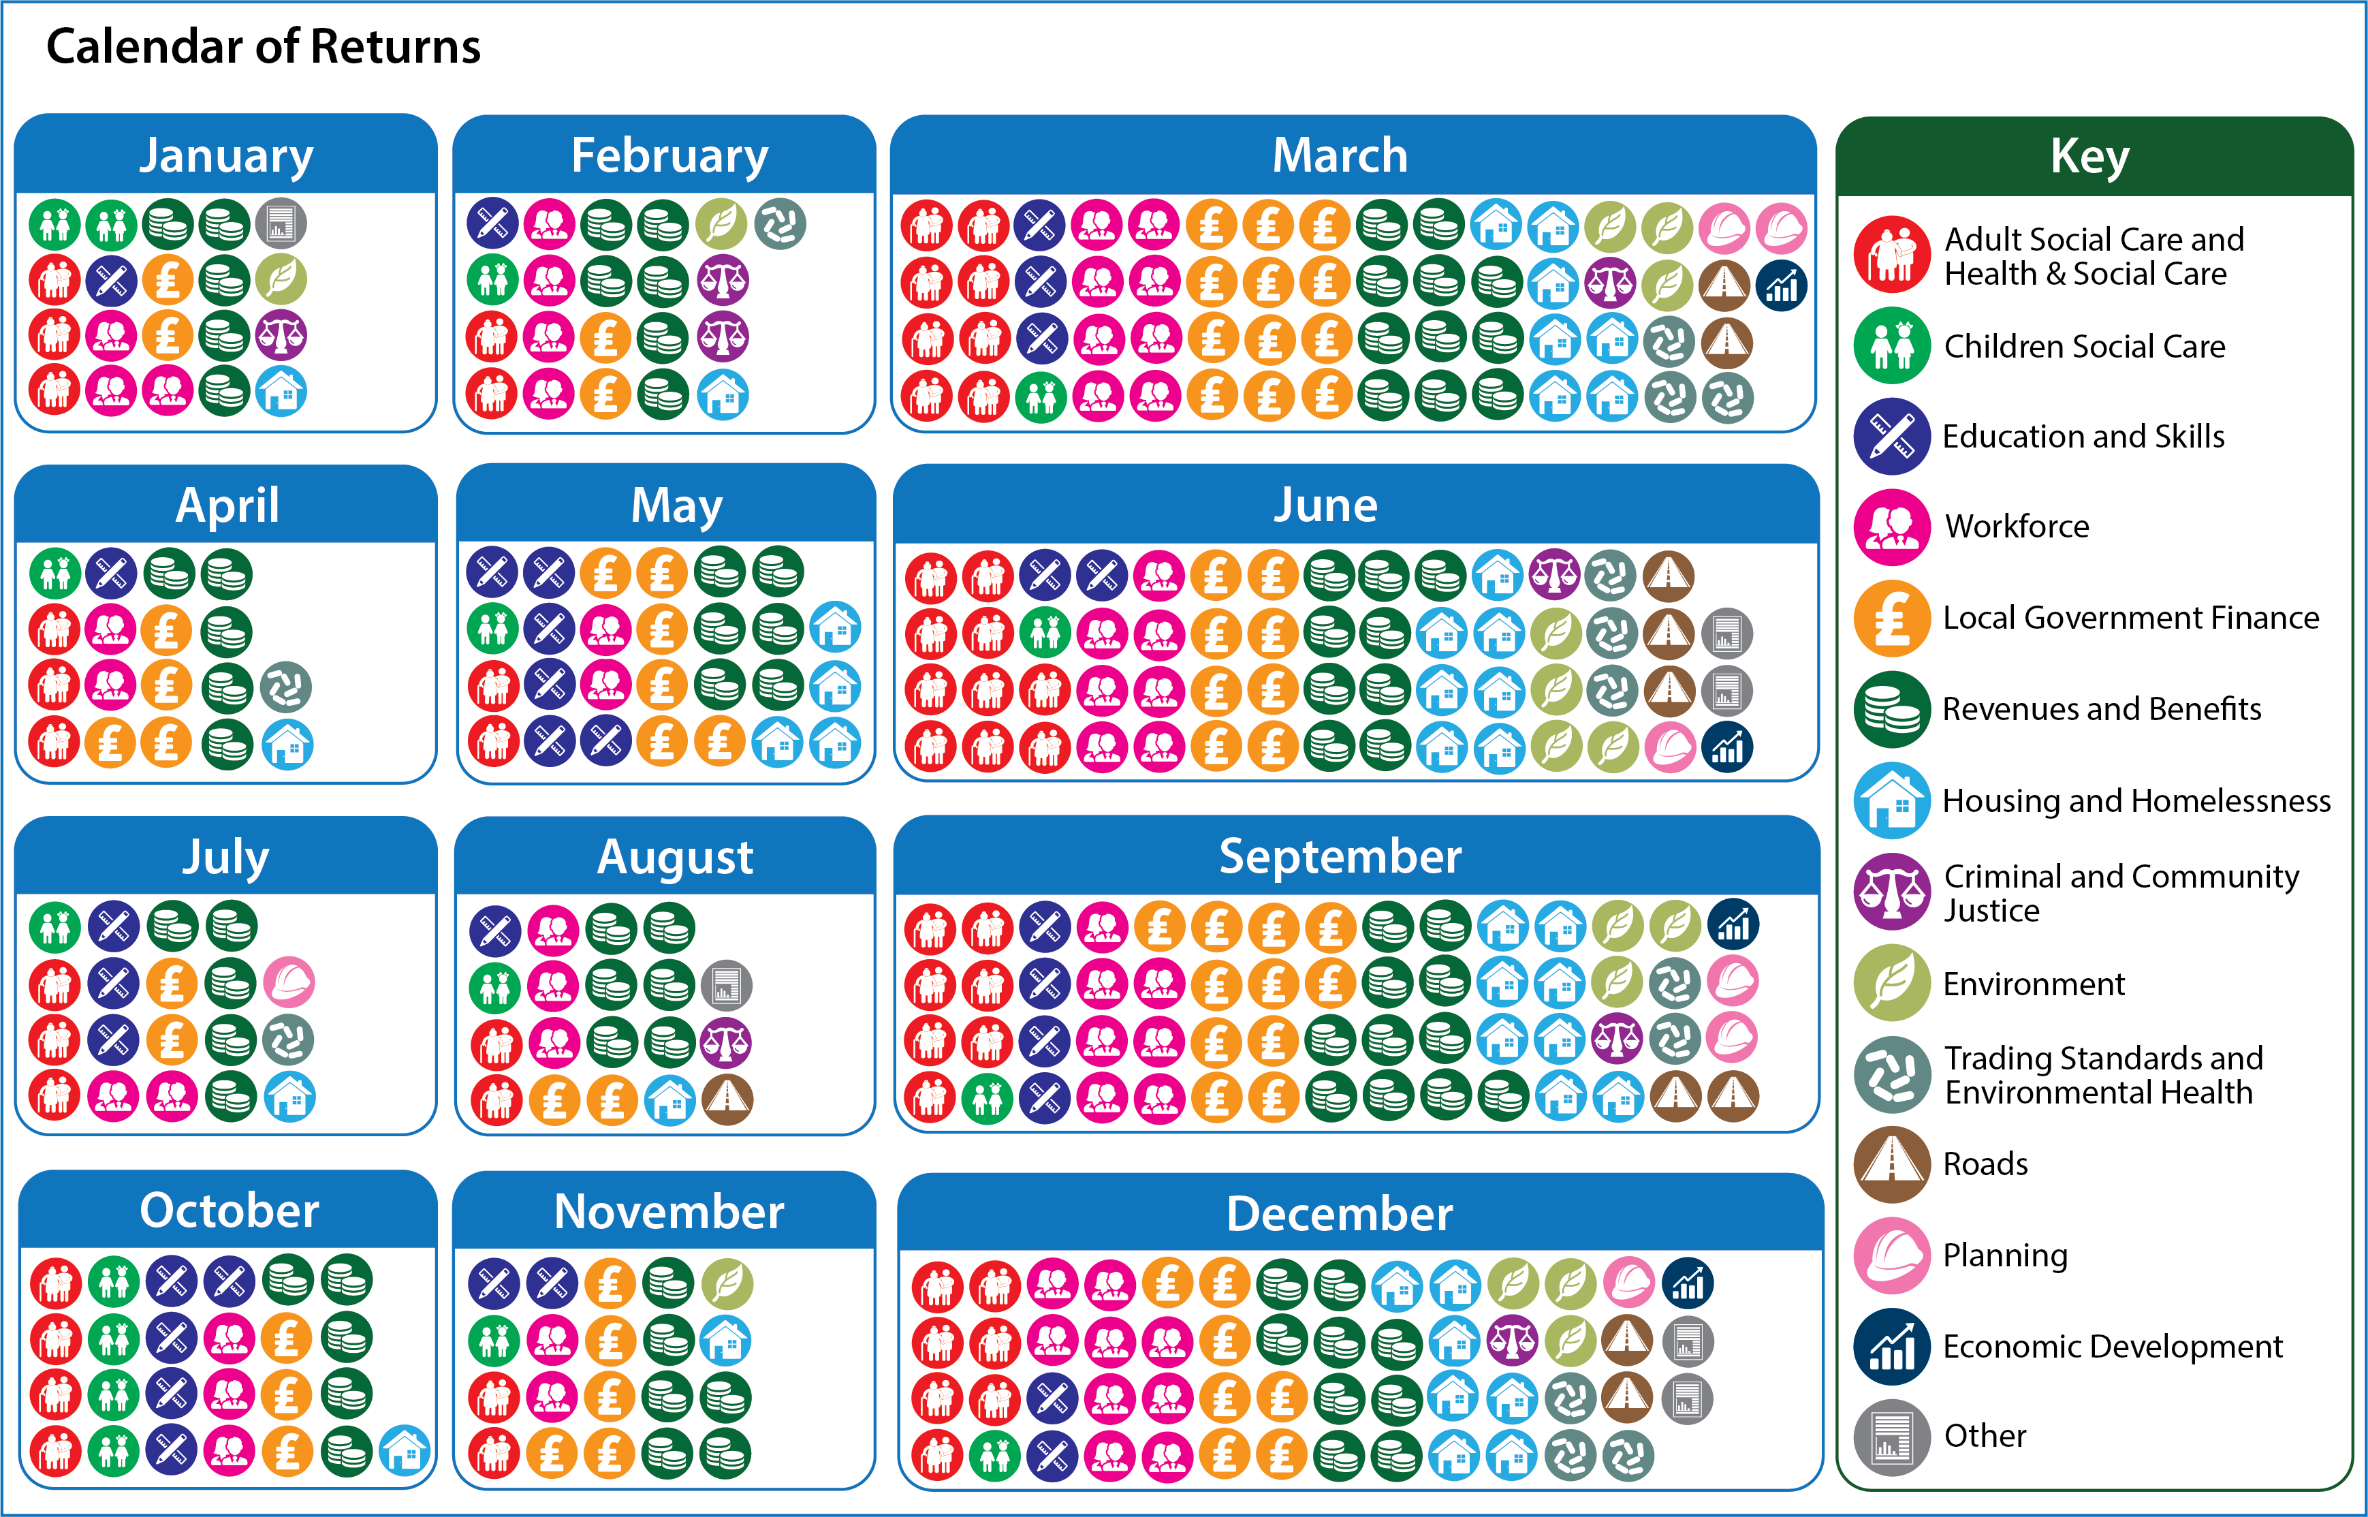 Calendar of Returns
January
February
March
Key
Adult Social Care and
Health & Social Care
Children Social Care
Education and Skills
Workforce
Local Government Finance
Revenues and Benefits
Housing and Homelessness
Criminal and Community
Justice
Environment
Trading Standards and
Environmental Health
Roads
Planning
Economic Development
Other
April
May
June
July
August
September
October
November
December